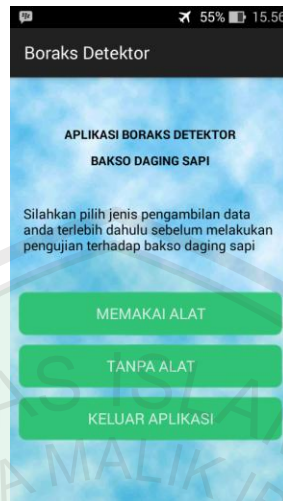 55% 15.56
Boraks Detektor
APLIKASI BORAKS DETEKTOR
BAKSO DAGING SAPI
Silahkan pilih jenis pengambilan data
anda terlebih dahulu sebelum melakukan
pengujian terhadap bakso daging sapi
MEMAKAI ALAT
TANPA ALAT
KELUAR APLIKASI